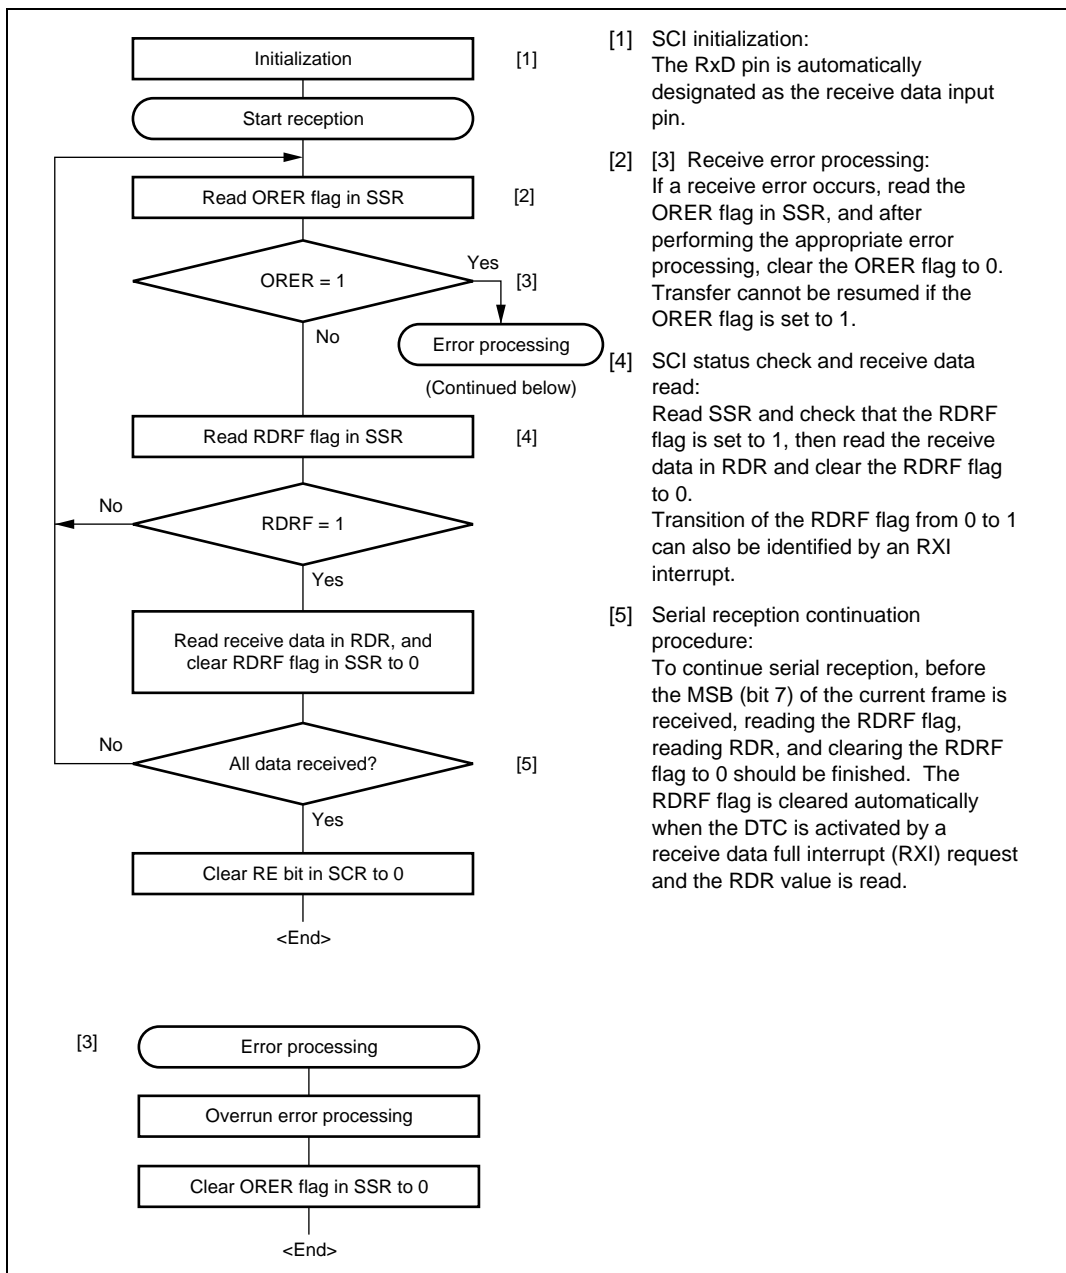 Initialization
[1]
Start reception
Read ORER flag in SSR
[2]
ORER = 1
Yes
[3]
No
Error processing
(Continued below)
Read RDRF flag in SSR
[4]
No
RDRF = 1
Yes
Read receive data in RDR, and
clear RDRF flag in SSR to 0
No
All data received?
[5]
Yes
Clear RE bit in SCR to 0
<End>
[3]
Error processing
Overrun error processing
Clear ORER flag in SSR to 0
<End>
[1] SCI initialization:
The RxD pin is automatically
designated as the receive data input
pin.
[2] [3] Receive error processing:
If a receive error occurs, read the
ORER flag in SSR, and after
performing the appropriate error
processing, clear the ORER flag to 0.
Transfer cannot be resumed if the
ORER flag is set to 1.
[4] SCI status check and receive data
read:
Read SSR and check that the RDRF
flag is set to 1, then read the receive
data in RDR and clear the RDRF flag
to 0.
Transition of the RDRF flag from 0 to 1
can also be identified by an RXI
interrupt.
[5] Serial reception continuation
procedure:
To continue serial reception, before
the MSB (bit 7) of the current frame is
received, reading the RDRF flag,
reading RDR, and clearing the RDRF
flag to 0 should be finished. The
RDRF flag is cleared automatically
when the DTC is activated by a
receive data full interrupt (RXI) request
and the RDR value is read.